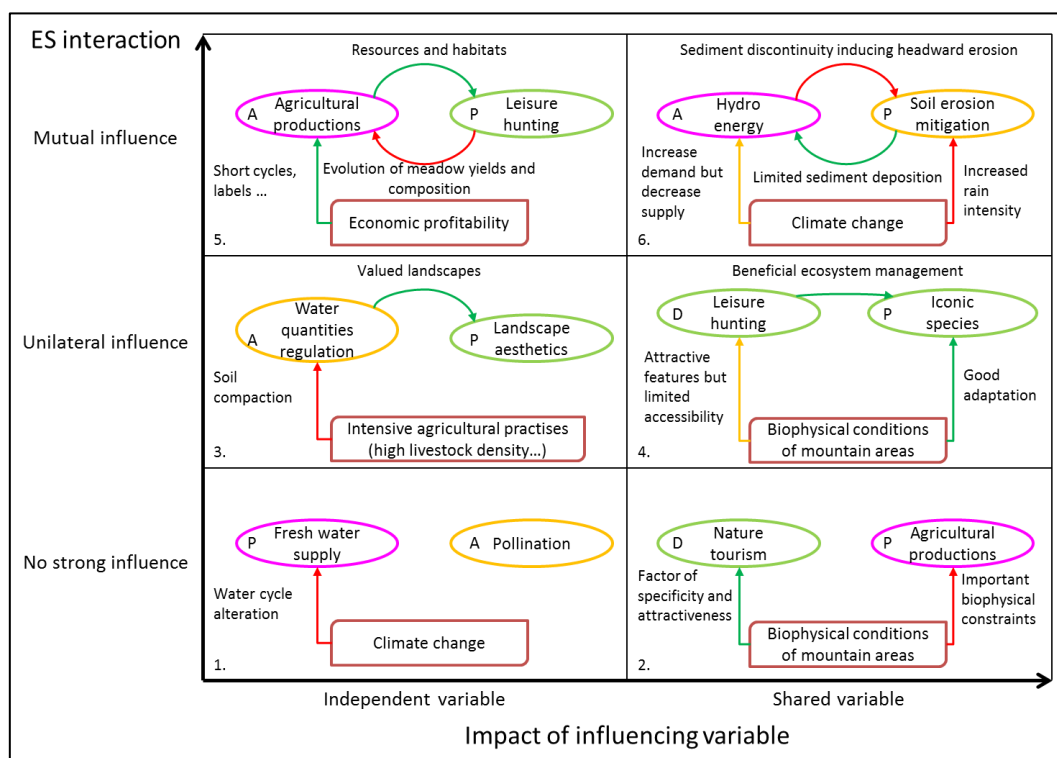 ES interaction
Mutual influence
Resources and habitats
A
Agricultural
productions
P
Leisure
hunting
Short cycles,
labels ...
Evolution of meadow yields and
composition
Economic profitability
5.
Sediment discontinuity inducing headward erosion
A
Hydro
energy
P
Soil erosion
mitigation
Increase
demand but
decrease
supply
Limited sediment deposition
Increased
rain
intensity
Climate change
6.
Unilateral influence
Valued landscapes
A
Water
quantities
regulation
P
Landscape
aesthetics
Soil
compaction
Intensive agricultural practises
(high livestock density...)
3.
Beneficial ecosystem management
D
Leisure
hunting
P
Iconic
species
Attractive
features but
limited
accessibility
Good
adaptation
Biophysical conditions
of mountain areas
4.
No strong influence
P
Fresh water
supply
A
Pollination
Water cycle
alteration
Climate change
1.
D
Nature
tourism
P
Agricultural
productions
Factor of
specificity and
attractiveness
Important
biophysical
constraints
Biophysical conditions
of mountain areas
2.
Independent variable
Shared variable
Impact of influencing variable